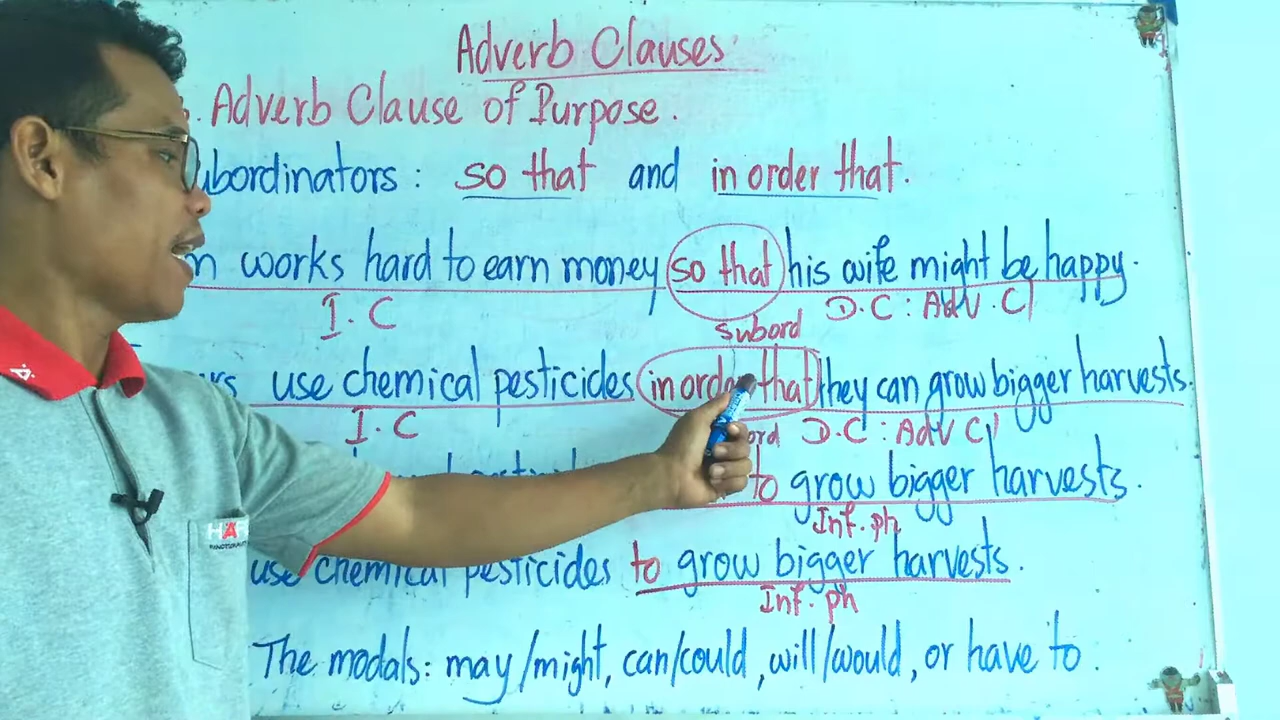 Adverb Clauses
Adverb Clause of Purpose.
ubordinators: so that and in order that.
works hard to earn money so that his wife might be happy.
I.C D.C: Adv.Cl
Subord
use chemical pesticides in order that they can grow bigger harvests.
I.C ord D.C: Adv Cl
to grow bigger harvests.
Inf.ph
use chemical pesticides to grow bigger harvests.
Inf.ph
The modals: may/might, can/could, will/would, or have to.